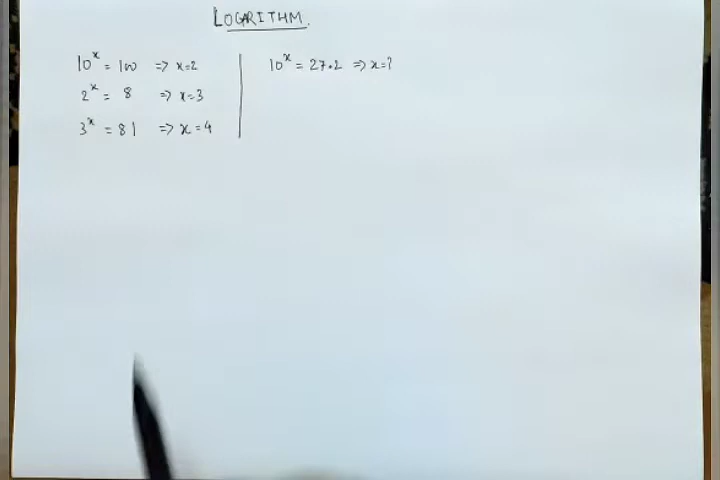 LOGARITHM.
10^x = 100 => x=2
2^x = 8 => x=3
3^x = 81 => x=4
10^x = 27.2 => x=?